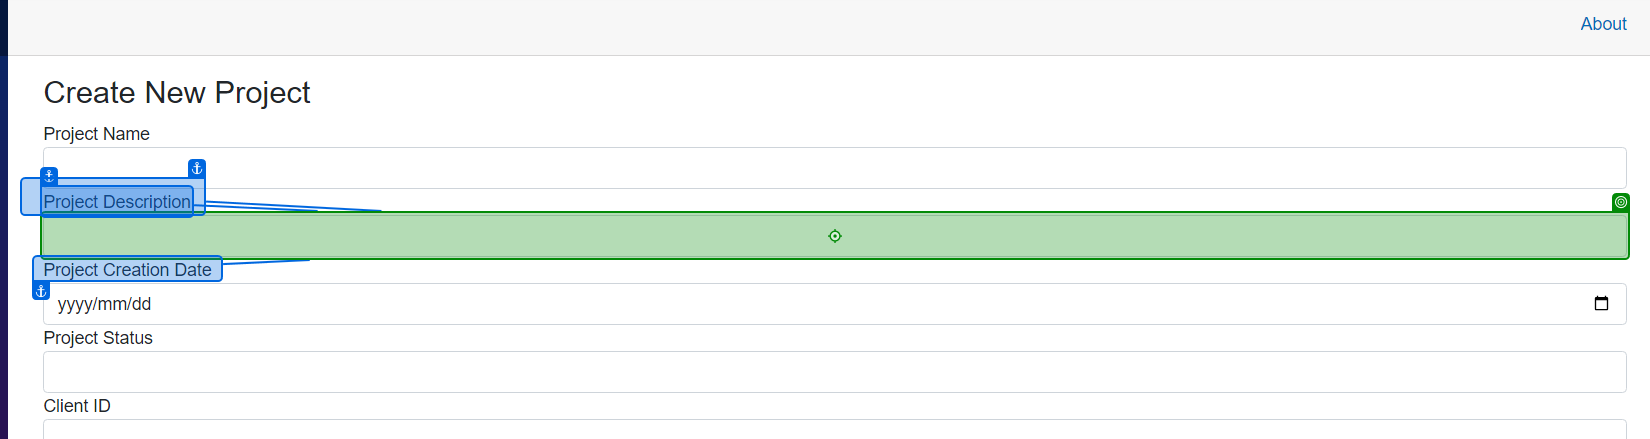 About
Create New Project
Project Name
Project Description
Project Creation Date
yyyy/mm/dd
Project Status
Client ID